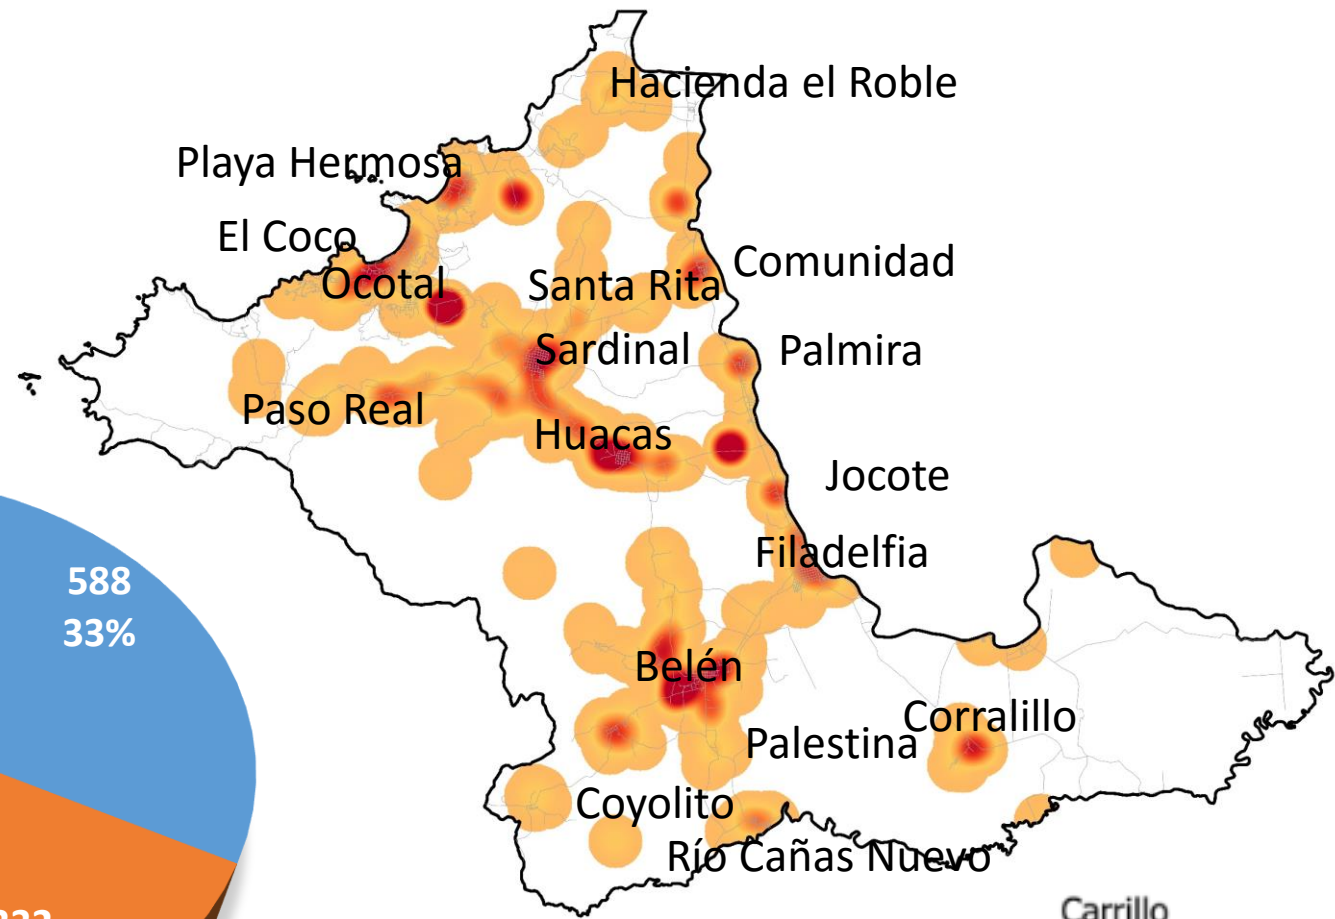 Hacienda el Roble
Playa Hermosa
El Coco
Comunidad
Ocotal
Santa Rita
Sardinal
Palmira
Paso Real
Huacas
Jocote
Filadelfia
588
33%
Belén
Corralillo
Palestina
Coyolito
Río Cañas Nuevo
Carrillo